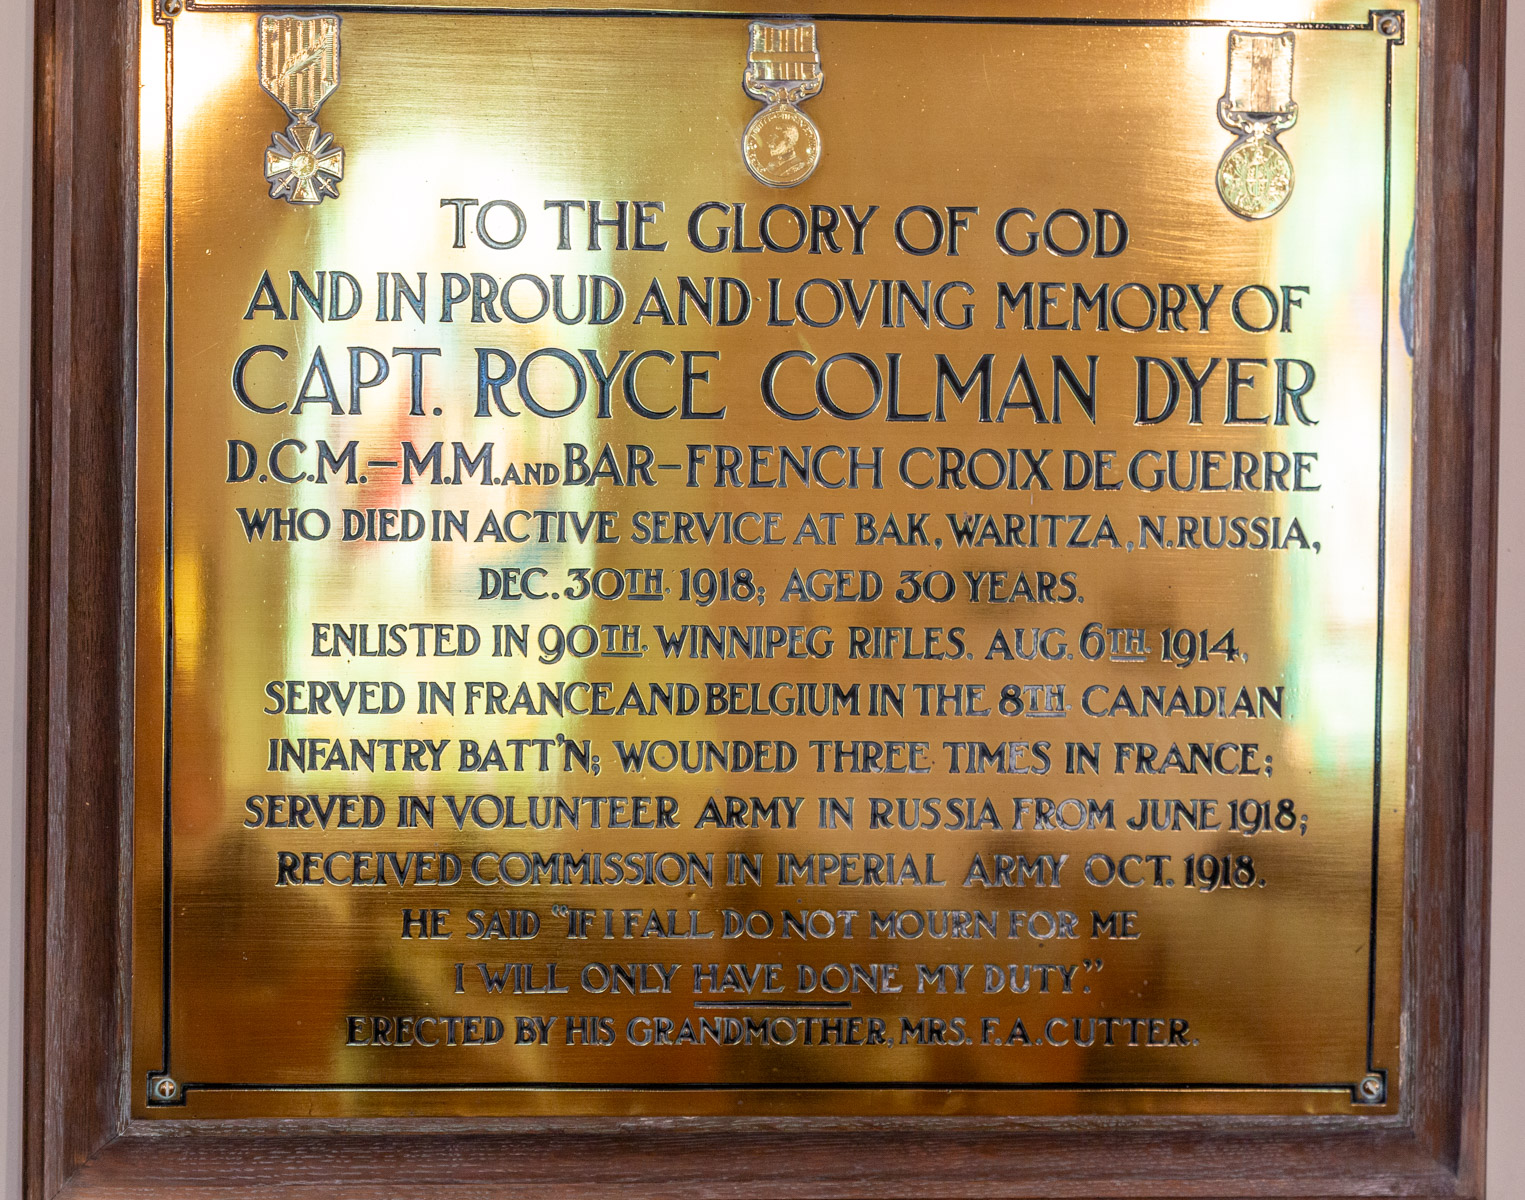 TO THE GLORY OF GOD
AND IN PROUD AND LOVING MEMORY OF
CAPT. ROYCE COLMAN DYER
D.C.M.–M.M. AND BAR–FRENCH CROIX DE GUERRE
WHO DIED IN ACTIVE SERVICE AT BAK, WARITZA, N. RUSSIA,
DEC. 30TH. 1918; AGED 30 YEARS.
ENLISTED IN 90TH. WINNIPEG RIFLES. AUG. 6TH. 1914,
SERVED IN FRANCE AND BELGIUM IN THE 8TH. CANADIAN
INFANTRY BATT'N; WOUNDED THREE TIMES IN FRANCE;
SERVED IN VOLUNTEER ARMY IN RUSSIA FROM JUNE 1918;
RECEIVED COMMISSION IN IMPERIAL ARMY OCT. 1918.
HE SAID "IF I FALL DO NOT MOURN FOR ME
I WILL ONLY HAVE DONE MY DUTY."
ERECTED BY HIS GRANDMOTHER, MRS. F.A. CUTTER.